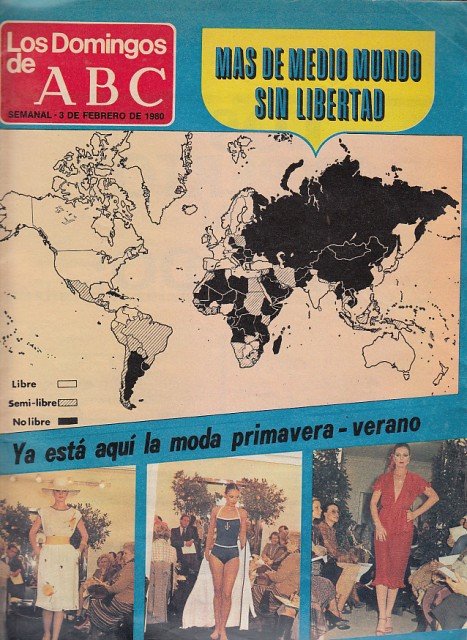 Los Domingos
de ABC
SEMANAL - 3 DE FEBRERO DE 1980
MAS DE MEDIO MUNDO
SIN LIBERTAD
Libre
Semi-libre
No libre
Ya está aquí la moda primavera - verano